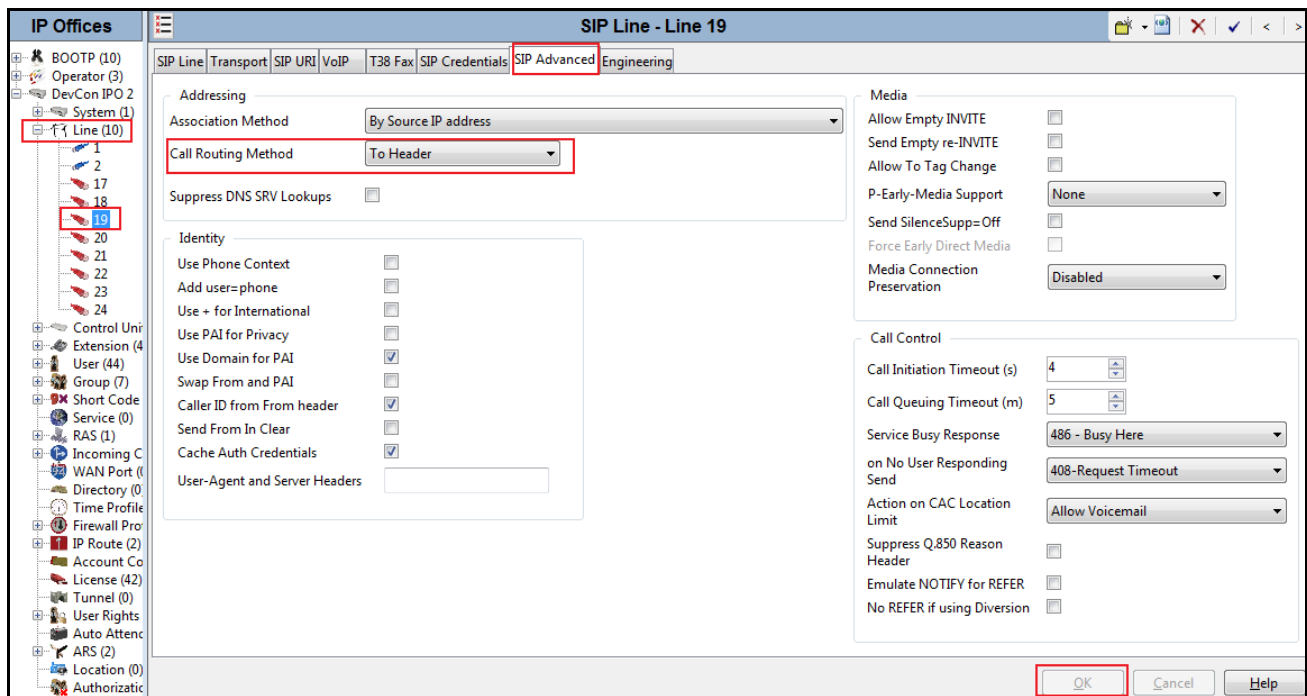 IP Offices
BOOTP (10)
Operator (3)
DevCon IPO 2
System (1)
Line (10)
1
2
17
18
19
20
21
22
23
24
Control Uni
Extension (4
User (44)
Group (7)
Short Code
Service (0)
RAS (1)
Incoming C
WAN Port (
Directory (0
Time Profile
Firewall Pro
IP Route (2)
Account Co
License (42)
Tunnel (0)
User Rights
Auto Attend
ARS (2)
Location (0)
Authorizatic
SIP Line - Line 19
SIP Line Transport SIP URI VoIP T38 Fax SIP Credentials SIP Advanced Engineering
Addressing
Association Method By Source IP address
Call Routing Method To Header
Suppress DNS SRV Lookups
Identity
Use Phone Context
Add user=phone
Use + for International
Use PAI for Privacy
Use Domain for PAI
Swap From and PAI
Caller ID from From header
Send From In Clear
Cache Auth Credentials
User-Agent and Server Headers
Media
Allow Empty INVITE
Send Empty re-INVITE
Allow To Tag Change
P-Early-Media Support None
Send SilenceSupp=Off
Force Early Direct Media
Media Connection
Preservation Disabled
Call Control
Call Initiation Timeout (s) 4
Call Queuing Timeout (m) 5
Service Busy Response 486 - Busy Here
on No User Responding
Send 408-Request Timeout
Action on CAC Location
Limit Allow Voicemail
Suppress Q.850 Reason
Header
Emulate NOTIFY for REFER
No REFER if using Diversion
OK Cancel Help